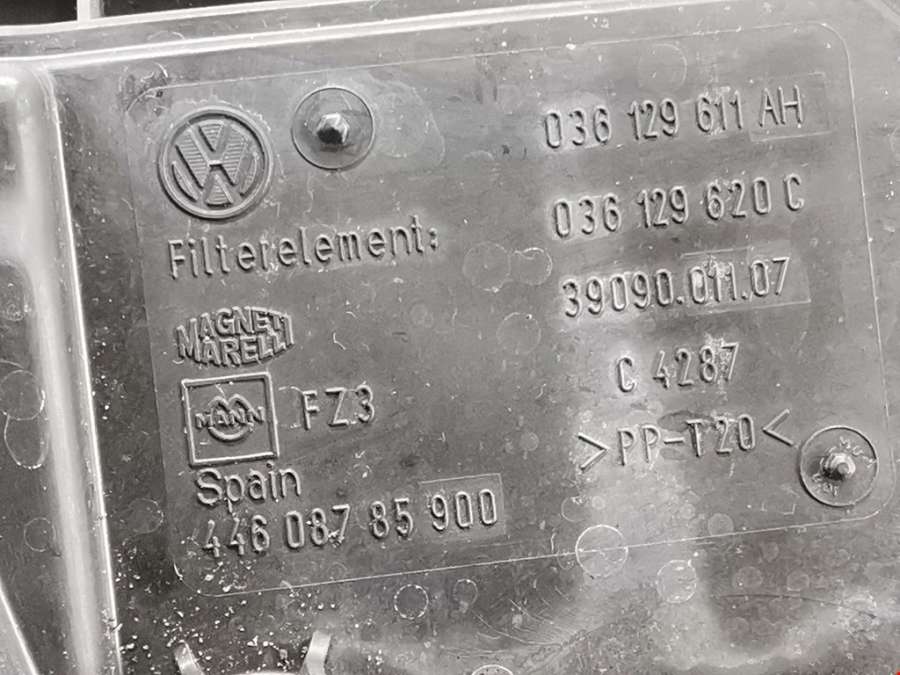 VW
036 129 611 AH
Filterelement:
036 129 620 C
MAGNETI
MARELLI
39090.011.07
MANN
FZ3
C 4287
Spain
>PP-T20<
446 087 85 900